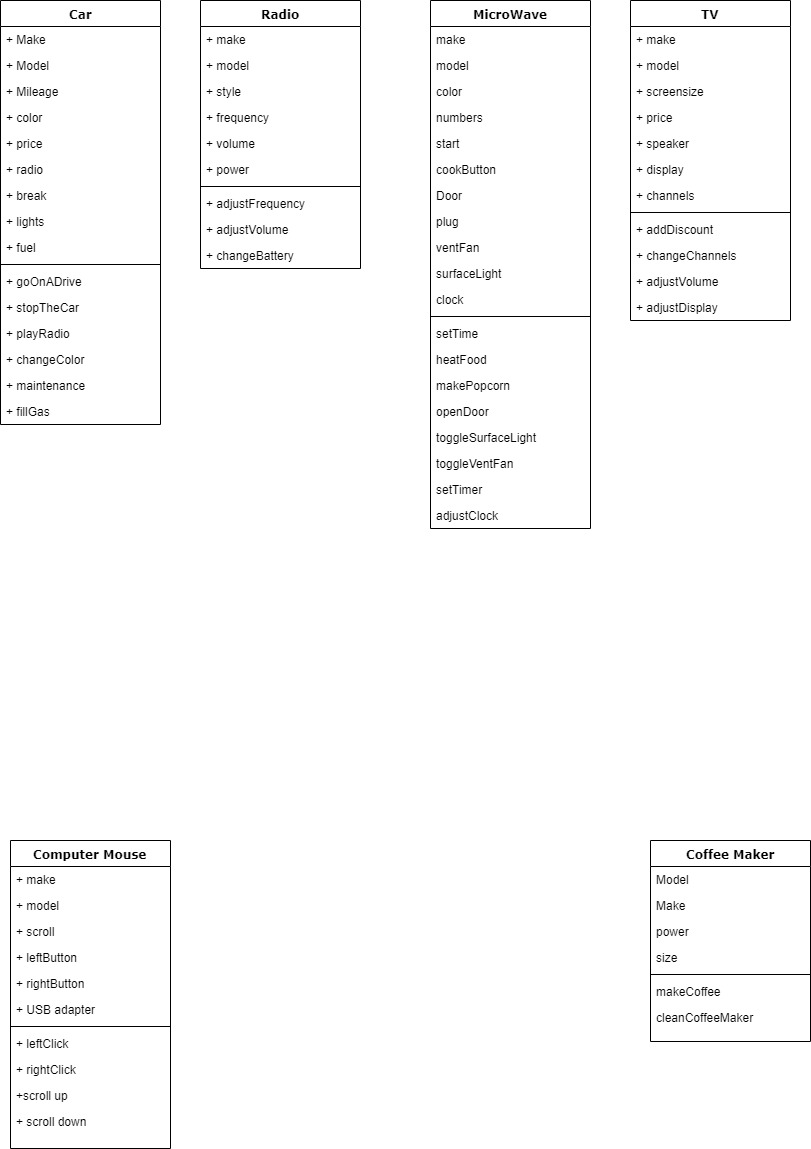 Car
+ Make
+ Model
+ Mileage
+ color
+ price
+ radio
+ break
+ lights
+ fuel
+ goOnADrive
+ stopTheCar
+ playRadio
+ changeColor
+ maintenance
+ fillGas
Radio
+ make
+ model
+ style
+ frequency
+ volume
+ power
+ adjustFrequency
+ adjustVolume
+ changeBattery
MicroWave
make
model
color
numbers
start
cookButton
Door
plug
ventFan
surfaceLight
clock
setTime
heatFood
makePopcorn
openDoor
toggleSurfaceLight
toggleVentFan
setTimer
adjustClock
TV
+ make
+ model
+ screensize
+ price
+ speaker
+ display
+ channels
+ addDiscount
+ changeChannels
+ adjustVolume
+ adjustDisplay
Computer Mouse
+ make
+ model
+ scroll
+ leftButton
+ rightButton
+ USB adapter
+ leftClick
+ rightClick
+scroll up
+ scroll down
Coffee Maker
Model
Make
power
size
makeCoffee
cleanCoffeeMaker